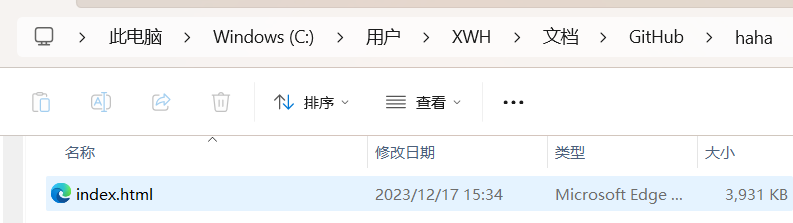 此电脑 > Windows (C:) > 用户 > XWH > 文档 > GitHub > haha
排序 查看
名称 修改日期 类型 大小
index.html 2023/12/17 15:34 Microsoft Edge ... 3,931 KB